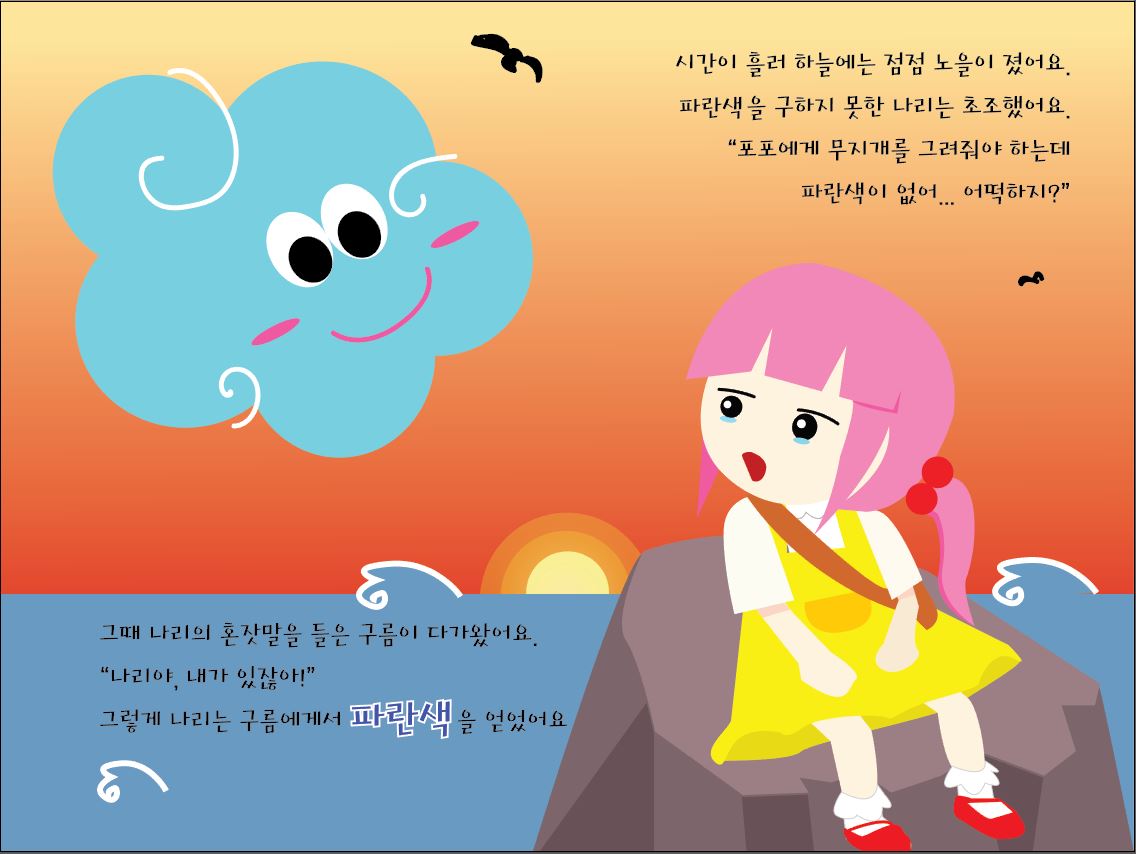 시간이 흘러 하늘에는 점점 노을이 졌어요.
파란색을 구하지 못한 나리는 초조했어요.
“포포에게 무지개를 그려줘야 하는데
파란색이 없어... 어떡하지?”
그때 나리의 혼잣말을 들은 구름이 다가왔어요.
“나리야, 내가 있잖아!”
그렇게 나리는 구름에게서 파란색을 얻었어요